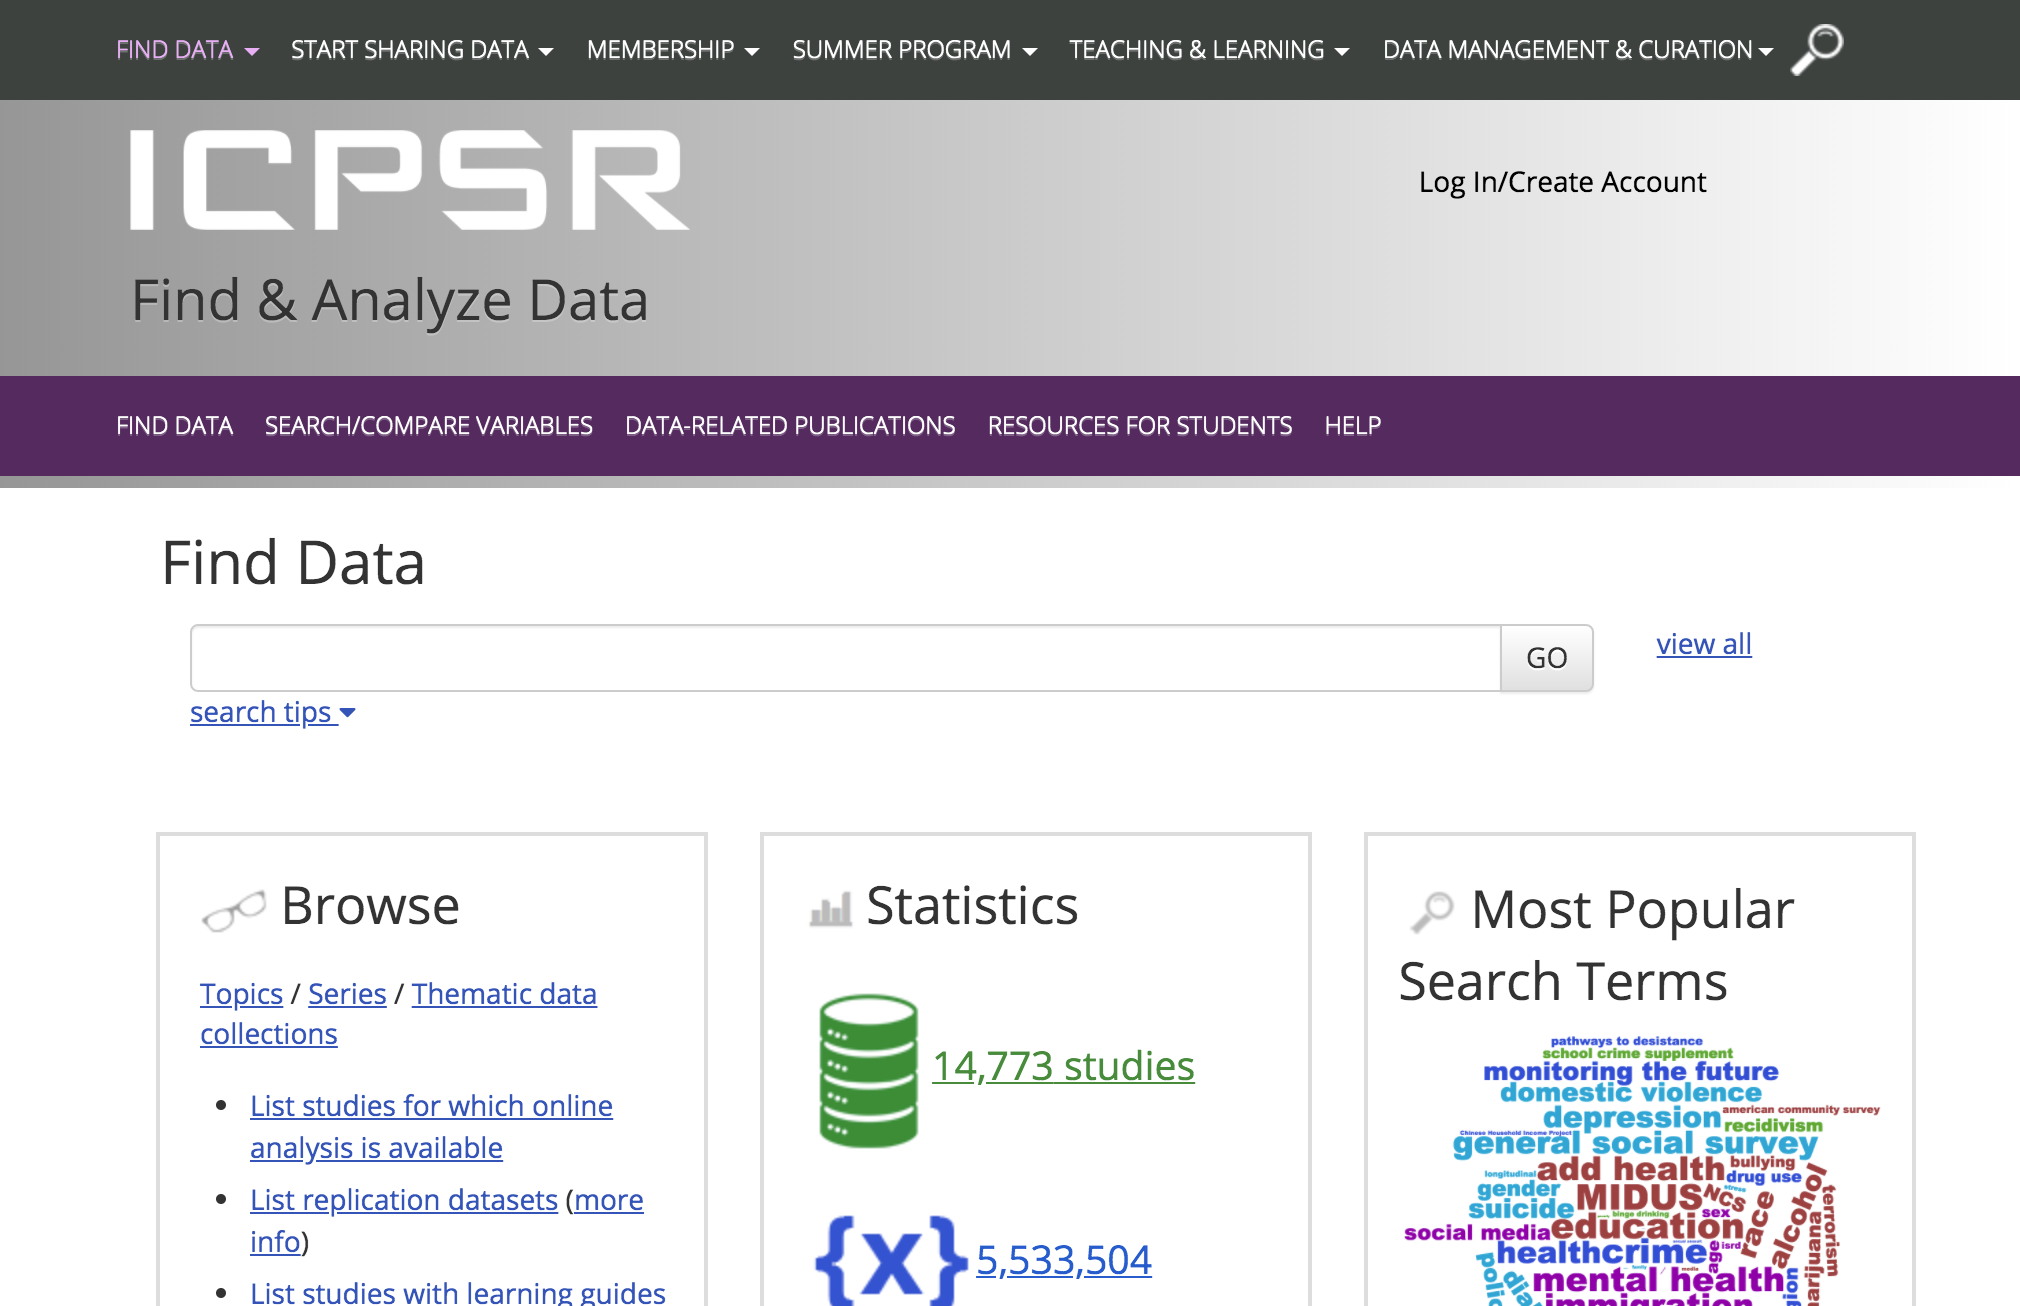 FIND DATA START SHARING DATA MEMBERSHIP SUMMER PROGRAM TEACHING & LEARNING DATA MANAGEMENT & CURATION
ICPSR
Log In/Create Account
Find & Analyze Data
FIND DATA SEARCH/COMPARE VARIABLES DATA-RELATED PUBLICATIONS RESOURCES FOR STUDENTS HELP
Find Data
GO
view all
search tips
Browse
Topics / Series / Thematic data
collections
List studies for which online
analysis is available
List replication datasets (more
info)
List studies with learning guides
Statistics
14,773 studies
{x} 5,533,504
Most Popular
Search Terms
pathways to desistance
school crime supplement
monitoring the future
domestic violence
depression
american community survey
recidivism
Chinese Household Income Project
general social survey
longitudinal
add health
bullying
drug use
gender
MIDUS
NCS
stress
suicide
binge drinking
sex
social media
education
race
alcohol
terrorism
health
crime
age
isrd
marijuana
mental health
family
media
immigration